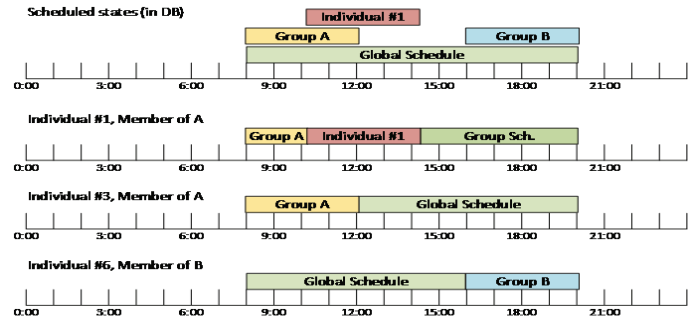 Scheduled states (in DB)
Individual #1
Group A
Group B
Global Schedule
0:00 3:00 6:00 9:00 12:00 15:00 18:00 21:00
Individual #1, Member of A
Group A Individual #1 Group Sch.
0:00 3:00 6:00 9:00 12:00 15:00 18:00 21:00
Individual #3, Member of A
Group A Global Schedule
0:00 3:00 6:00 9:00 12:00 15:00 18:00 21:00
Individual #6, Member of B
Global Schedule Group B
0:00 3:00 6:00 9:00 12:00 15:00 18:00 21:00